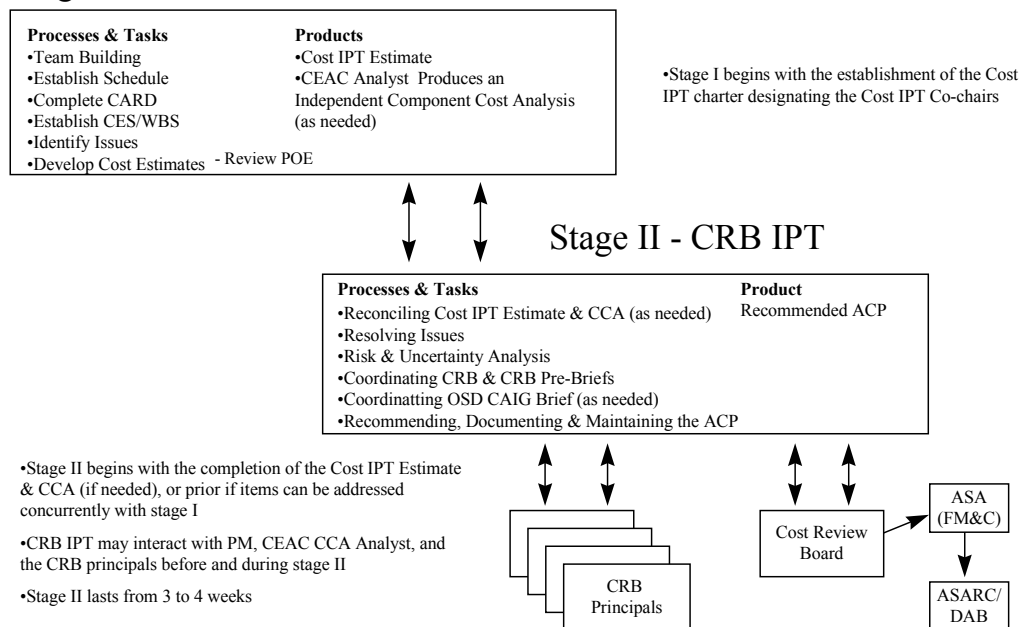 Processes & Tasks
•Team Building
•Establish Schedule
•Complete CARD
•Establish CES/WBS
•Identify Issues
•Develop Cost Estimates - Review POE
Products
•Cost IPT Estimate
•CEAC Analyst Produces an
Independent Component Cost Analysis
(as needed)
•Stage I begins with the establishment of the Cost
IPT charter designating the Cost IPT Co-chairs
Stage II - CRB IPT
Processes & Tasks
•Reconciling Cost IPT Estimate & CCA (as needed)
•Resolving Issues
•Risk & Uncertainty Analysis
•Coordinating CRB & CRB Pre-Briefs
•Coordinatting OSD CAIG Brief (as needed)
•Recommending, Documenting & Maintaining the ACP
Product
Recommended ACP
•Stage II begins with the completion of the Cost IPT Estimate
& CCA (if needed), or prior if items can be addressed
concurrently with stage I
•CRB IPT may interact with PM, CEAC CCA Analyst, and
the CRB principals before and during stage II
•Stage II lasts from 3 to 4 weeks
CRB
Principals
Cost Review
Board
ASA
(FM&C)
ASARC/
DAB